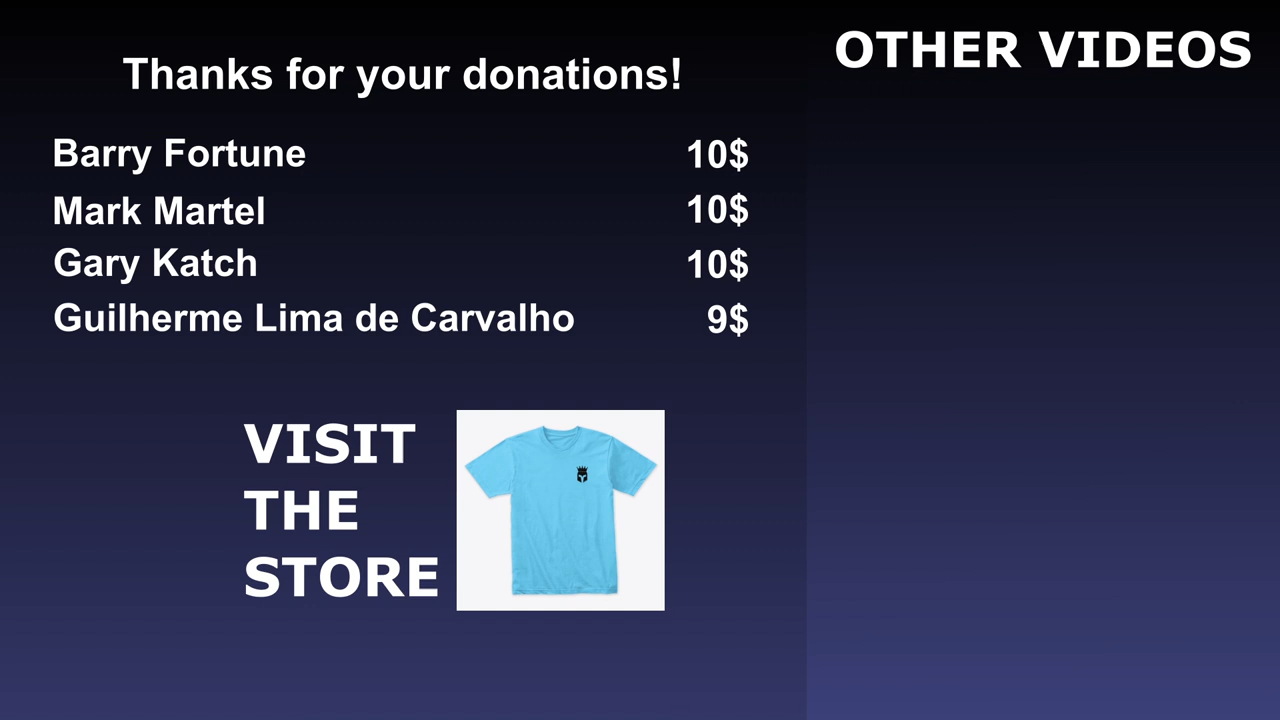 Thanks for your donations!
Barry Fortune 10$
Mark Martel 10$
Gary Katch 10$
Guilherme Lima de Carvalho 9$
VISIT
THE
STORE
OTHER VIDEOS